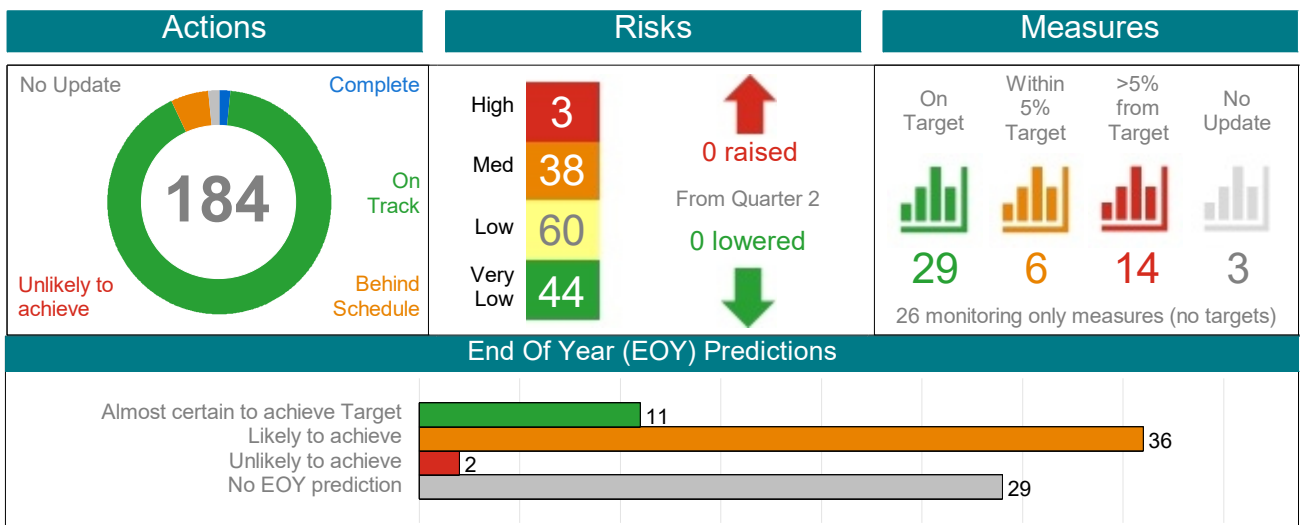 Actions
Risks
Measures
No Update
Complete
184
On
Track
Unlikely to
achieve
Behind
Schedule
High
3
Med
38
Low
60
Very
Low
44
0 raised
From Quarter 2
0 lowered
On
Target
Within
5%
Target
>5%
from
Target
No
Update
29
6
14
3
26 monitoring only measures (no targets)
End Of Year (EOY) Predictions
Almost certain to achieve Target
11
Likely to achieve
36
Unlikely to achieve
2
No EOY prediction
29